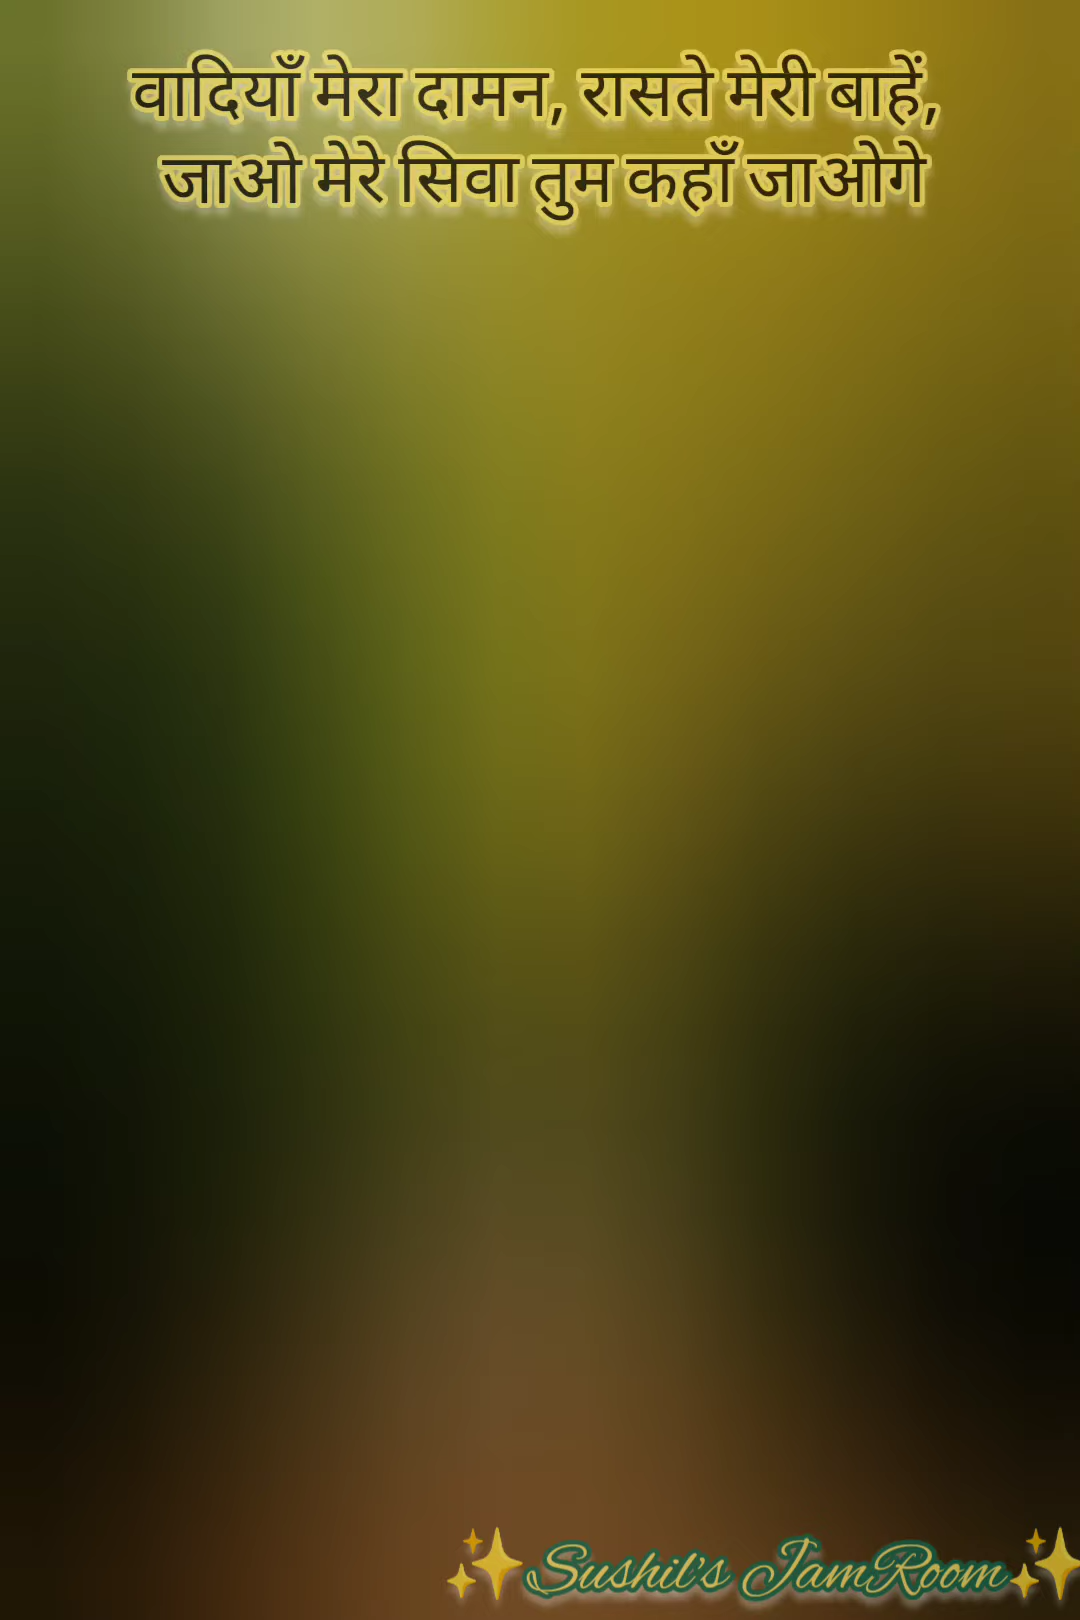 वादियाँ मेरा दामन, रासते मेरी बाहें,
जाओ मेरे सिवा तुम कहाँ जाओगे
✨Sushil's JamRoom✨